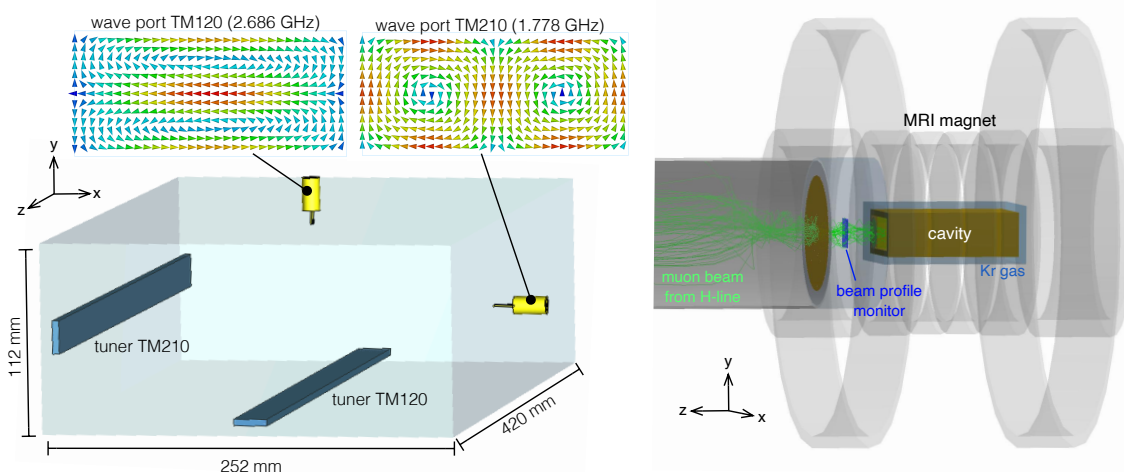 wave port TM120 (2.686 GHz)
wave port TM210 (1.778 GHz)
y
x
z
tuner TM210
tuner TM120
112 mm
252 mm
420 mm
MRI magnet
cavity
Kr gas
muon beam
from H-line
beam profile
monitor
y
z
x